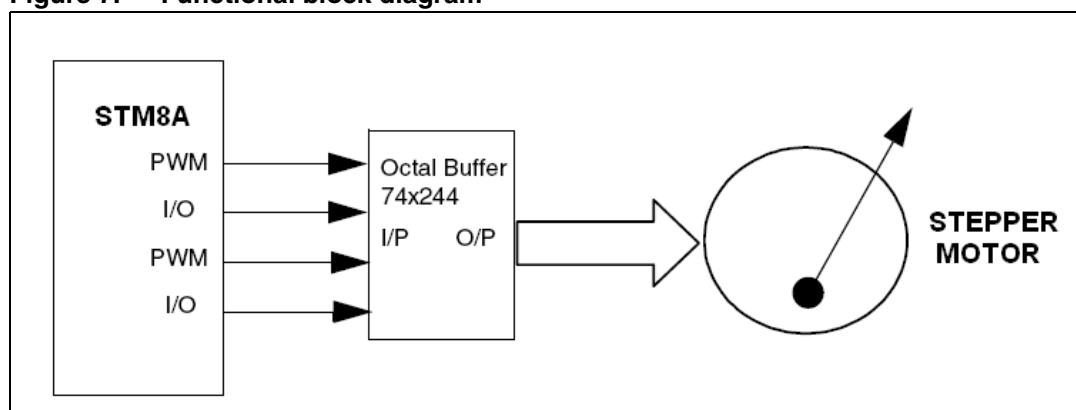 Figure 7. Functional block diagram
STM8A
PWM
I/O
PWM
I/O
Octal Buffer
74x244
I/P O/P
STEPPER
MOTOR